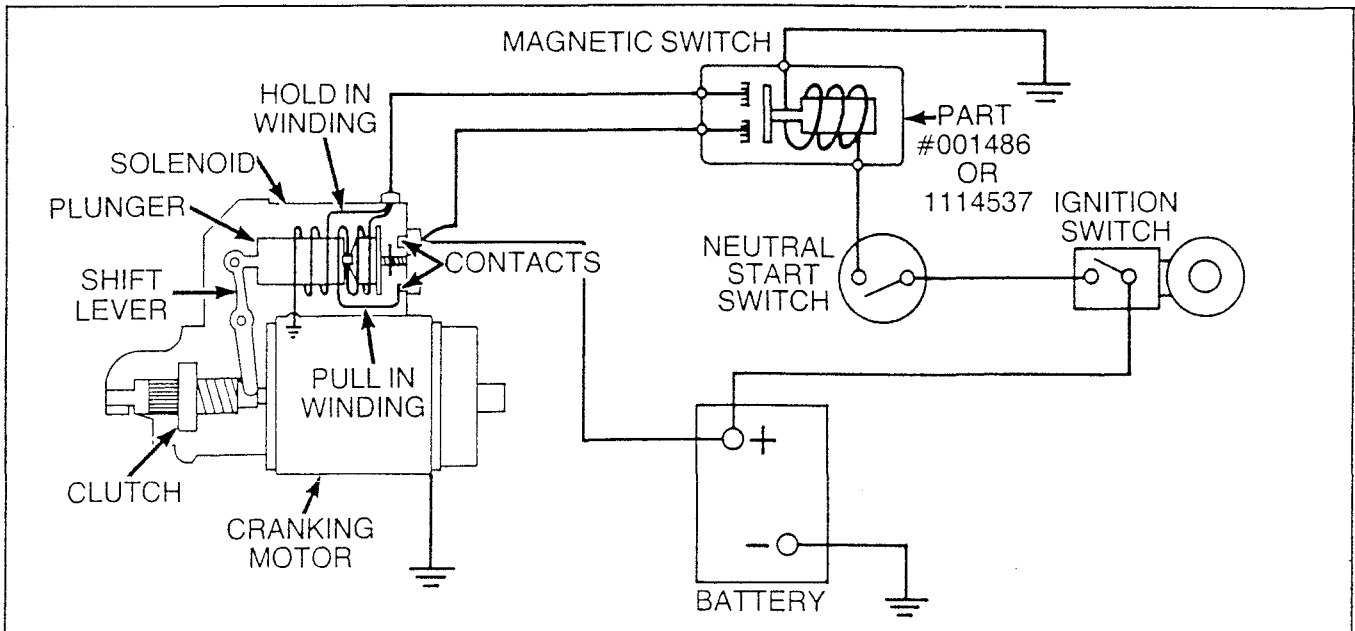 MAGNETIC SWITCH
HOLD IN
WINDING
SOLENOID
PLUNGER
SHIFT
LEVER
CONTACTS
PART
#001486
OR
1114537
IGNITION
SWITCH
NEUTRAL
START
SWITCH
PULL IN
WINDING
CLUTCH
CRANKING
MOTOR
+
−
BATTERY